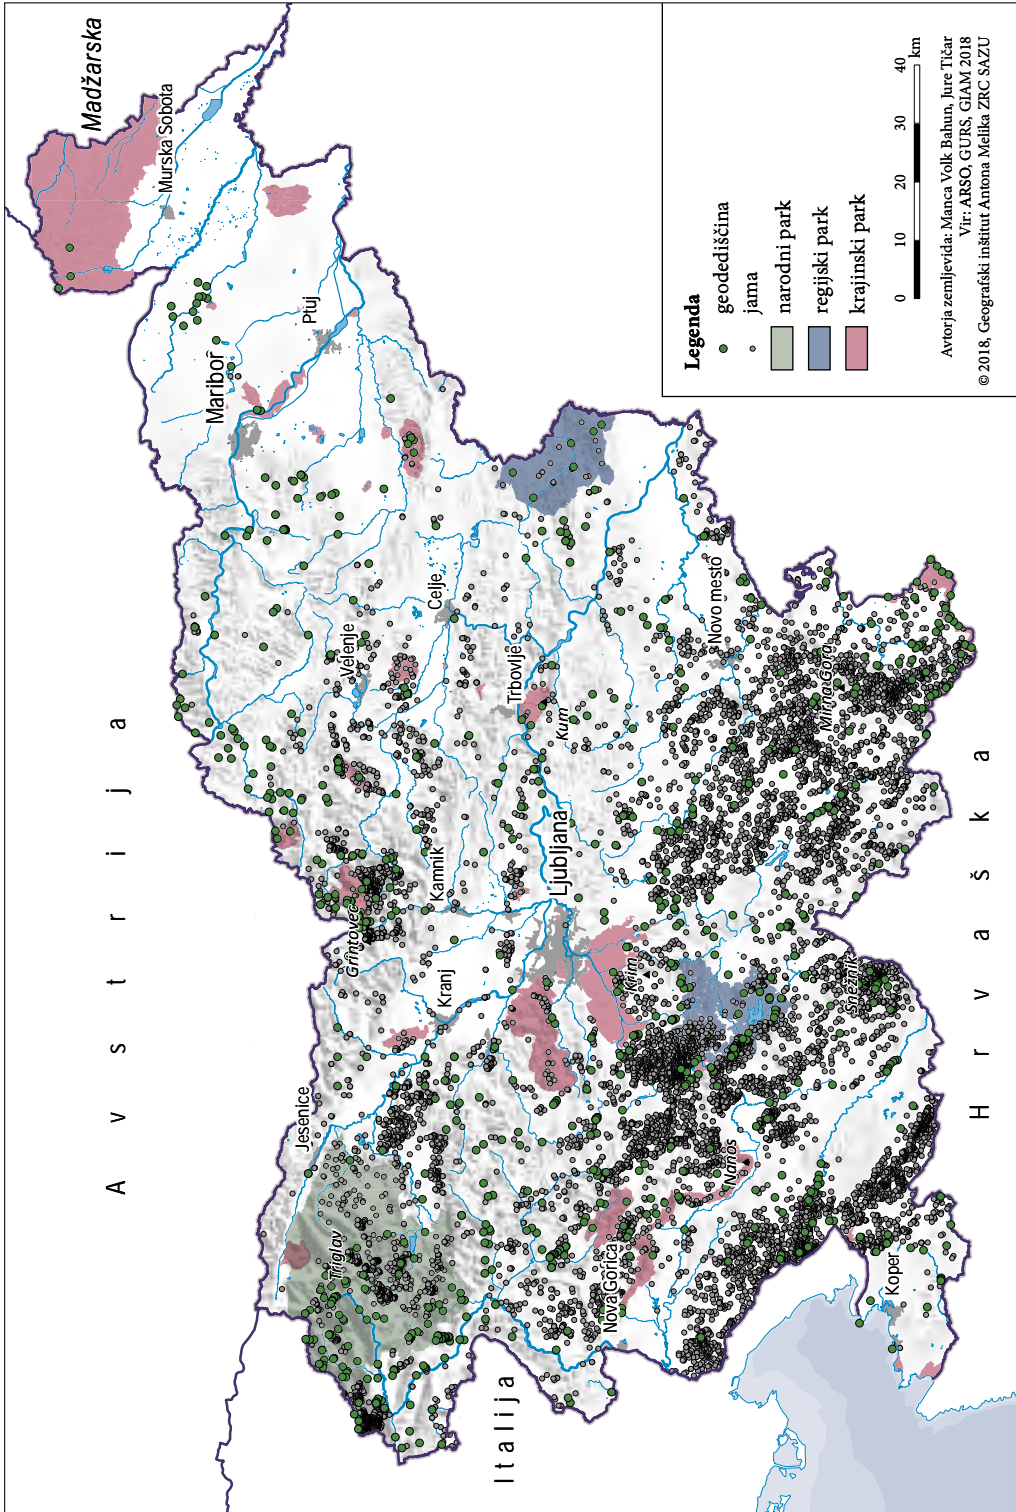 Avstrija
Madžarska
Murska Sobota
Maribor
Ptuj
Jesenice
Triglav
Grintovec
Kranj
Kamnik
Velenje
Celje
Trbovlje
Kum
Ljubljana
Krim
Italija
Nova Gorica
Nanos
Snežnik
Novo mesto
Mirna Gora
Koper
Hrvaška
Legenda
geodediščina
jama
narodni park
regijski park
krajinski park
0 10 20 30 40 km
Avtorja zemljevida: Manca Volk Bahun, Jure Tičar
Vir: ARSO, GURS, GIAM 2018
© 2018, Geografski inštitut Antona Melika ZRC SAZU